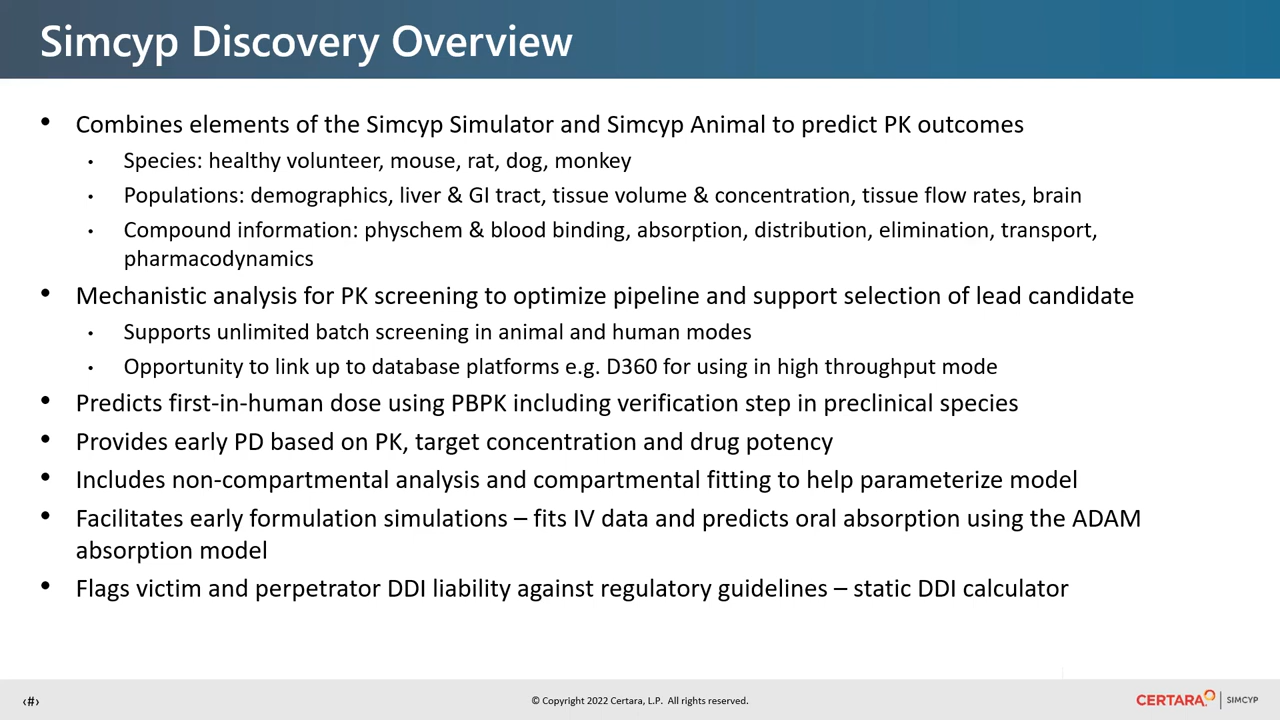 Simcyp Discovery Overview
• Combines elements of the Simcyp Simulator and Simcyp Animal to predict PK outcomes
• Species: healthy volunteer, mouse, rat, dog, monkey
• Populations: demographics, liver & GI tract, tissue volume & concentration, tissue flow rates, brain
• Compound information: physchem & blood binding, absorption, distribution, elimination, transport,
pharmacodynamics
• Mechanistic analysis for PK screening to optimize pipeline and support selection of lead candidate
• Supports unlimited batch screening in animal and human modes
• Opportunity to link up to database platforms e.g. D360 for using in high throughput mode
• Predicts first-in-human dose using PBPK including verification step in preclinical species
• Provides early PD based on PK, target concentration and drug potency
• Includes non-compartmental analysis and compartmental fitting to help parameterize model
• Facilitates early formulation simulations – fits IV data and predicts oral absorption using the ADAM
absorption model
• Flags victim and perpetrator DDI liability against regulatory guidelines – static DDI calculator
‹#›
© Copyright 2022 Certara, L.P. All rights reserved.
CERTARA | SIMCYP